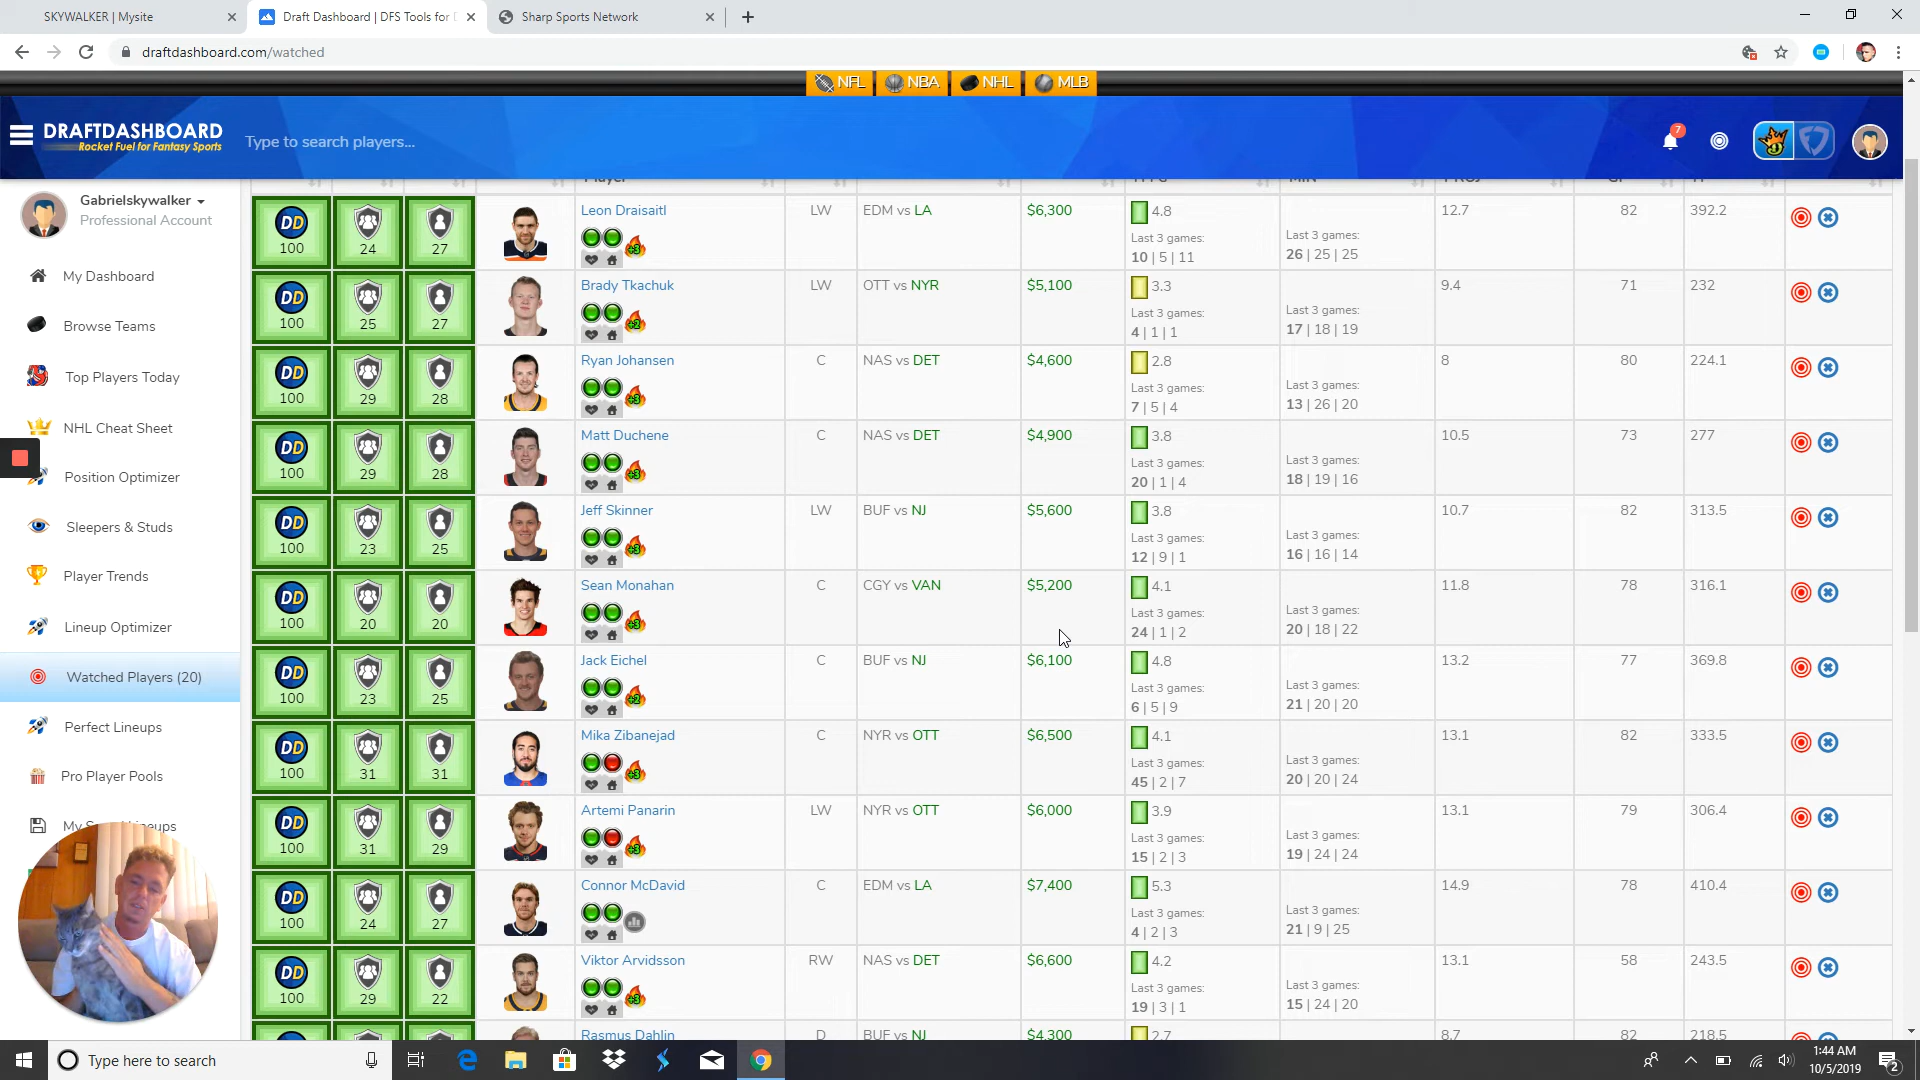 SKYWALKER | Mysite
Draft Dashboard | DFS Tools for D
Sharp Sports Network
draftdashboard.com/watched
NFL NBA NHL MLB
DRAFTDASHBOARD
Rocket Fuel for Fantasy Sports
Type to search players...
7
Gabrielskywalker
Professional Account
My Dashboard
Browse Teams
Top Players Today
NHL Cheat Sheet
Position Optimizer
Sleepers & Studs
Player Trends
Lineup Optimizer
Watched Players (20)
Perfect Lineups
Pro Player Pools
Player
DD 100 24 27 Leon Draisaitl LW EDM vs LA $6,300 4.8 12.7 82 392.2
+3 Last 3 games: 10 | 5 | 11 Last 3 games: 26 | 25 | 25
DD 100 25 27 Brady Tkachuk LW OTT vs NYR $5,100 3.3 9.4 71 232
+2 Last 3 games: 4 | 1 | 1 Last 3 games: 17 | 18 | 19
DD 100 29 28 Ryan Johansen C NAS vs DET $4,600 2.8 8 80 224.1
+3 Last 3 games: 7 | 5 | 4 Last 3 games: 13 | 26 | 20
DD 100 29 28 Matt Duchene C NAS vs DET $4,900 3.8 10.5 73 277
+3 Last 3 games: 20 | 1 | 4 Last 3 games: 18 | 19 | 16
DD 100 23 25 Jeff Skinner LW BUF vs NJ $5,600 3.8 10.7 82 313.5
+3 Last 3 games: 12 | 9 | 1 Last 3 games: 16 | 16 | 14
DD 100 20 20 Sean Monahan C CGY vs VAN $5,200 4.1 11.8 78 316.1
+3 Last 3 games: 24 | 1 | 2 Last 3 games: 20 | 18 | 22
DD 100 23 25 Jack Eichel C BUF vs NJ $6,100 4.8 13.2 77 369.8
+2 Last 3 games: 6 | 5 | 9 Last 3 games: 21 | 20 | 20
DD 100 31 31 Mika Zibanejad C NYR vs OTT $6,500 4.1 13.1 82 333.5
+3 Last 3 games: 45 | 2 | 7 Last 3 games: 20 | 20 | 24
DD 100 31 29 Artemi Panarin LW NYR vs OTT $6,000 3.9 13.1 79 306.4
+3 Last 3 games: 15 | 2 | 3 Last 3 games: 19 | 24 | 24
DD 100 24 27 Connor McDavid C EDM vs LA $7,400 5.3 14.9 78 410.4
Last 3 games: 4 | 2 | 3 Last 3 games: 21 | 9 | 25
DD 100 29 22 Viktor Arvidsson RW NAS vs DET $6,600 4.2 13.1 58 243.5
+3 Last 3 games: 19 | 3 | 1 Last 3 games: 15 | 24 | 20
Rasmus Dahlin D BUF vs NJ $4,300 2.7 8.7 82 218.5
Type here to search
1:44 AM
10/5/2019
2